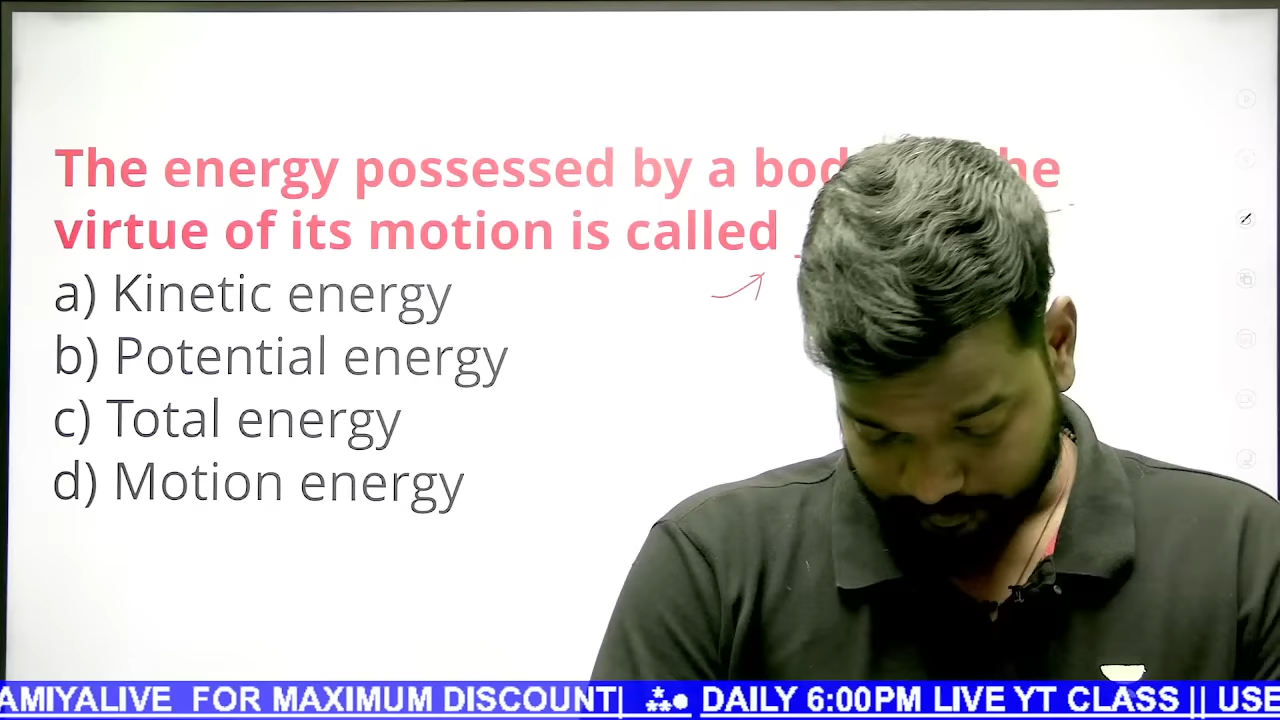 The energy possessed by a he
virtue of its motion is called
a) Kinetic energy
b) Potential energy
c) Total energy
d) Motion energy
AMIYALIVE FOR MAXIMUM DISCOUNT| DAILY 6:00PM LIVE YT CLASS || USE